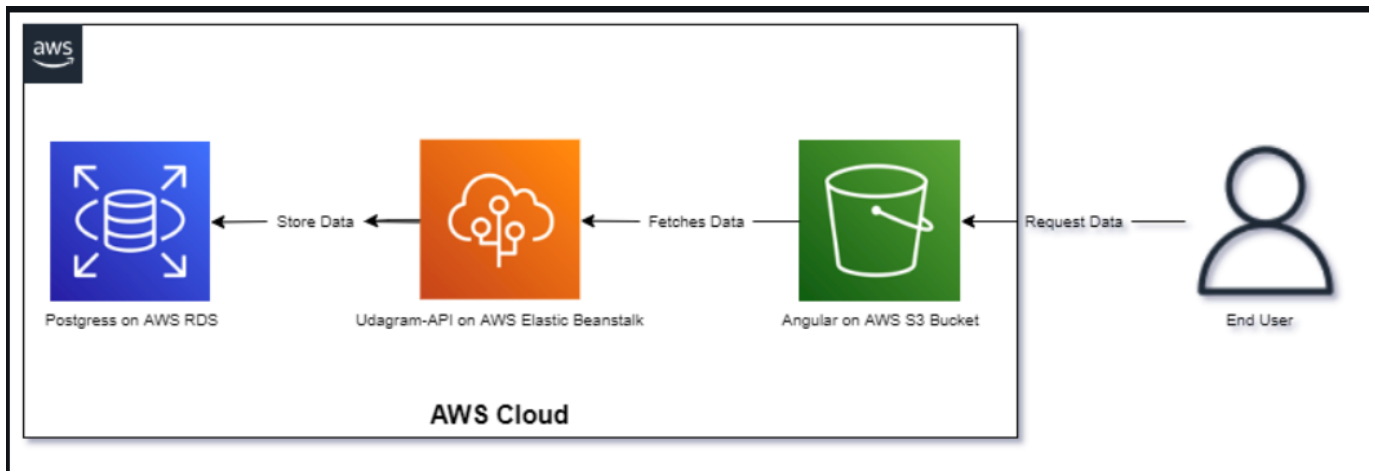 aws
Store Data
Fetches Data
Request Data
Postgress on AWS RDS
Udagram-API on AWS Elastic Beanstalk
Angular on AWS S3 Bucket
End User
AWS Cloud